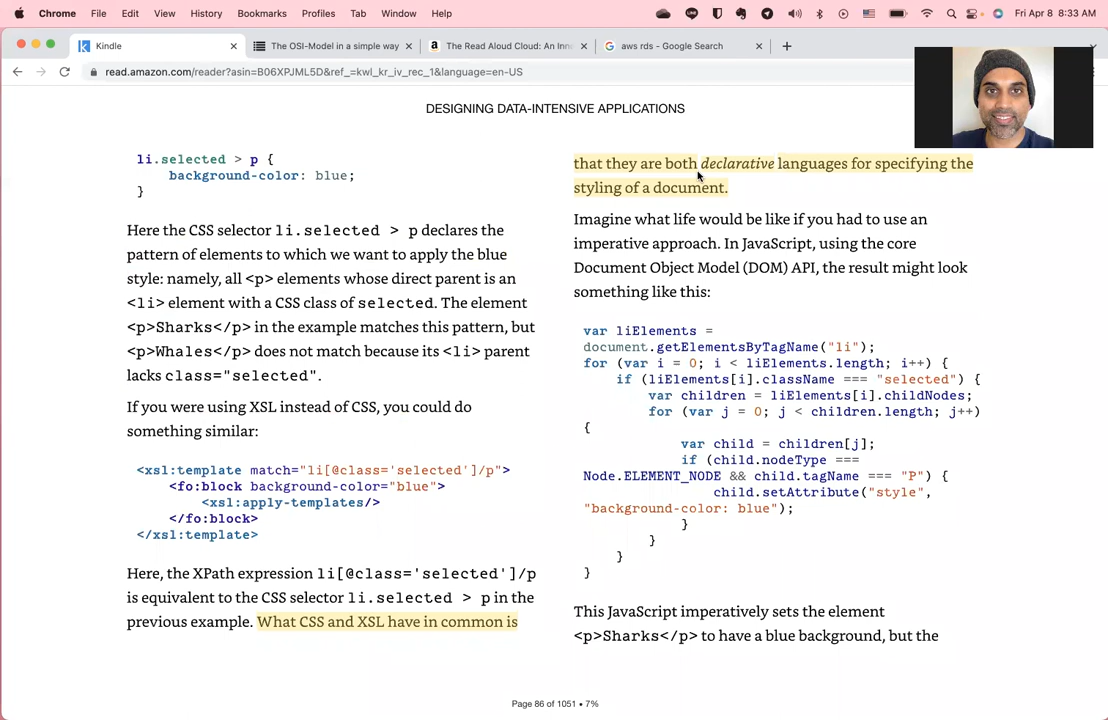 Chrome File Edit View History Bookmarks Profiles Tab Window Help Fri Apr 8 8:33 AM
Kindle The OSI-Model in a simple way The Read Aloud Cloud: An Inn aws rds - Google Search
read.amazon.com/reader?asin=B06XPJML5D&ref_=kwl_kr_iv_rec_1&language=en-US
DESIGNING DATA-INTENSIVE APPLICATIONS
li.selected > p {
background-color: blue;
}
Here the CSS selector li.selected > p declares the
pattern of elements to which we want to apply the blue
style: namely, all <p> elements whose direct parent is an
<li> element with a CSS class of selected. The element
<p>Sharks</p> in the example matches this pattern, but
<p>Whales</p> does not match because its <li> parent
lacks class="selected".
If you were using XSL instead of CSS, you could do
something similar:
<xsl:template match="li[@class='selected']/p">
<fo:block background-color="blue">
<xsl:apply-templates/>
</fo:block>
</xsl:template>
Here, the XPath expression li[@class='selected']/p
is equivalent to the CSS selector li.selected > p in the
previous example. What CSS and XSL have in common is
that they are both declarative languages for specifying the
styling of a document.
Imagine what life would be like if you had to use an
imperative approach. In JavaScript, using the core
Document Object Model (DOM) API, the result might look
something like this:
var liElements =
document.getElementsByTagName("li");
for (var i = 0; i < liElements.length; i++) {
if (liElements[i].className === "selected") {
var children = liElements[i].childNodes;
for (var j = 0; j < children.length; j++)
{
var child = children[j];
if (child.nodeType ===
Node.ELEMENT_NODE && child.tagName === "P") {
child.setAttribute("style",
"background-color: blue");
}
}
}
}
This JavaScript imperatively sets the element
<p>Sharks</p> to have a blue background, but the
Page 86 of 1051 • 7%